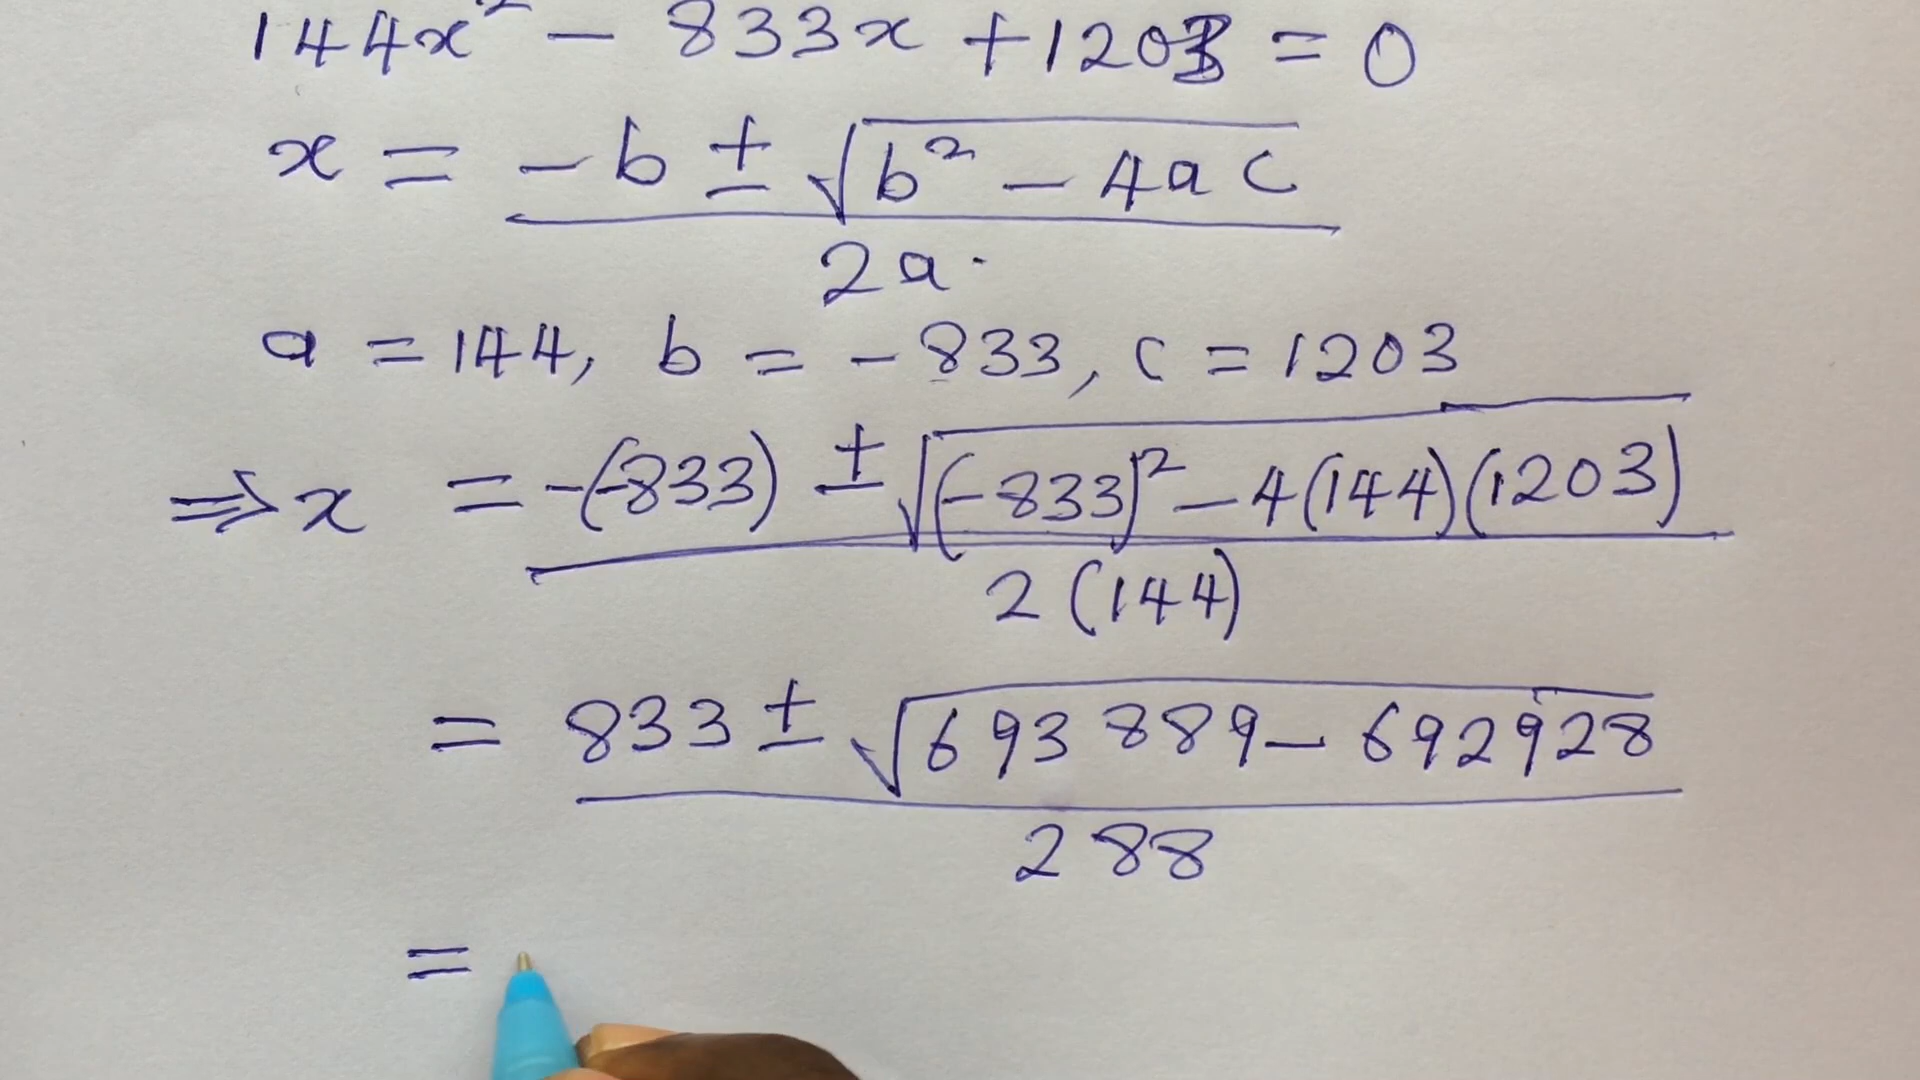 144x² - 833x + 1203 = 0
x = (-b ± √(b² - 4ac)) / 2a.
a = 144, b = -833, c = 1203
⇒ x = (-(-833) ± √((-833)² - 4(144)(1203))) / 2(144)
= (833 ± √(693889 - 692928)) / 288
=